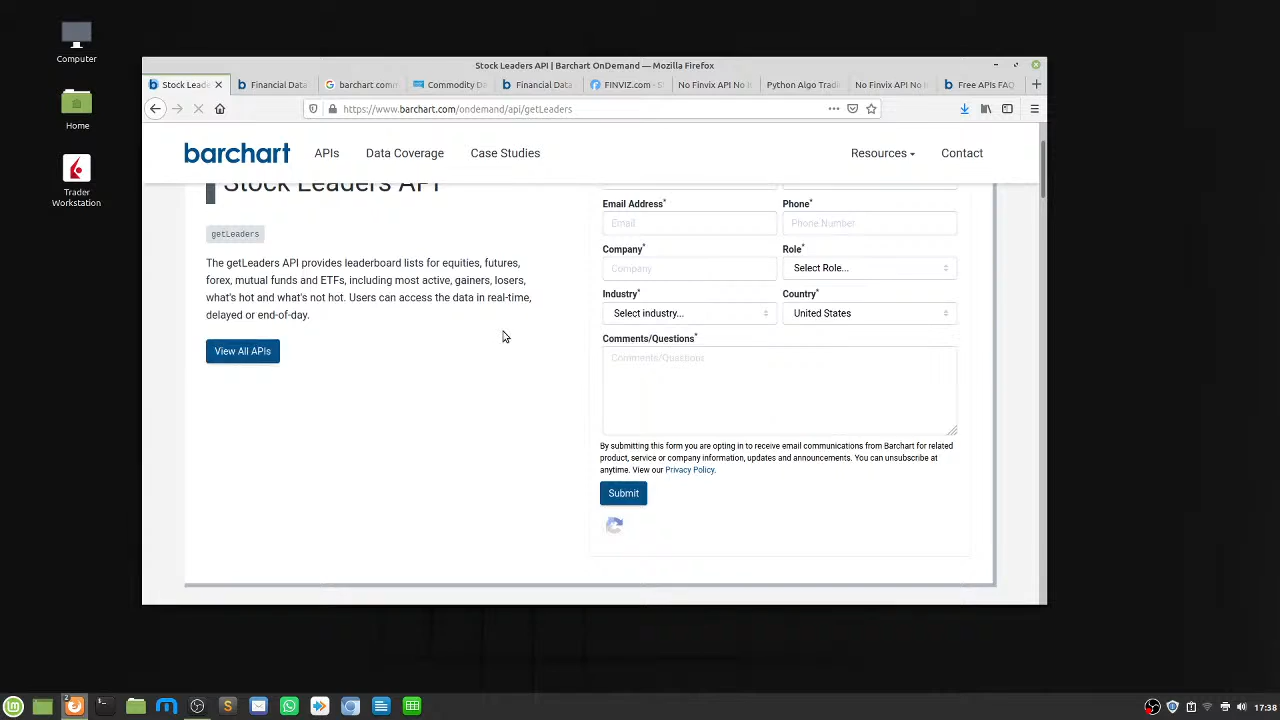 Computer
Home
Trader
Workstation
Stock Leaders API | Barchart OnDemand — Mozilla Firefox
Stock Leade
Financial Data
barchart com
Commodity Da
Financial Data
FINVIZ.com - S
No Finvix API No
Python Algo Tradi
No Finvix API No
Free APIs FAQ
https://www.barchart.com/ondemand/api/getLeaders
barchart
APIs
Data Coverage
Case Studies
Resources
Contact
Stock Leaders API
getLeaders
The getLeaders API provides leaderboard lists for equities, futures,
forex, mutual funds and ETFs, including most active, gainers, losers,
what's hot and what's not hot. Users can access the data in real-time,
delayed or end-of-day.
View All APIs
Email Address* Phone*
Email Phone Number
Company* Role*
Company Select Role...
Industry* Country*
Select industry... United States
Comments/Questions*
Comments/Questions
By submitting this form you are opting in to receive email communications from Barchart for related
product, service or company information, updates and announcements. You can unsubscribe at
anytime. View our Privacy Policy.
Submit
2
17:38